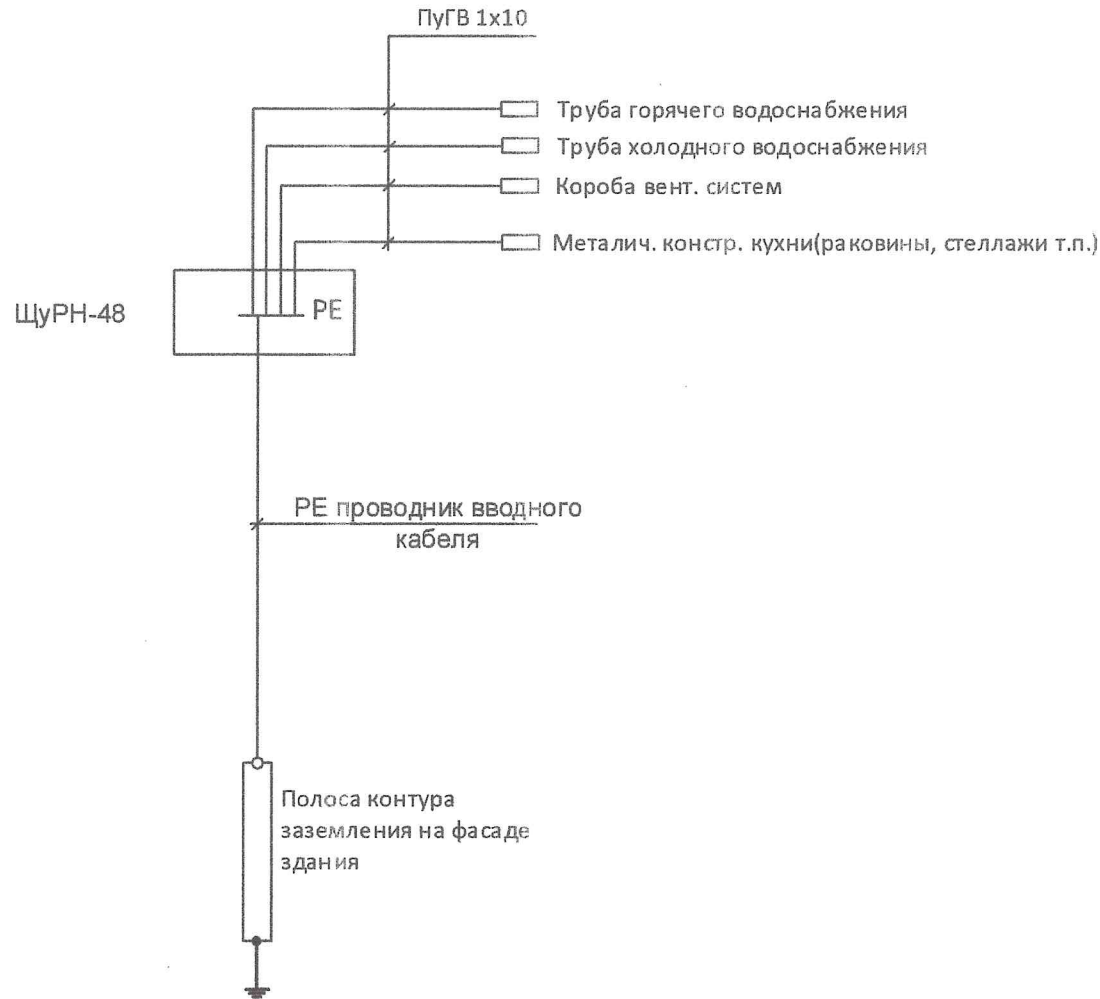 ПуГВ 1х10
Труба горячего водоснабжения
Труба холодного водоснабжения
Короба вент. систем
Металич. констр. кухни(раковины, стеллажи т.п.)
ЩуРН-48
PE
PE проводник вводного
кабеля
Полоса контура
заземления на фасаде
здания